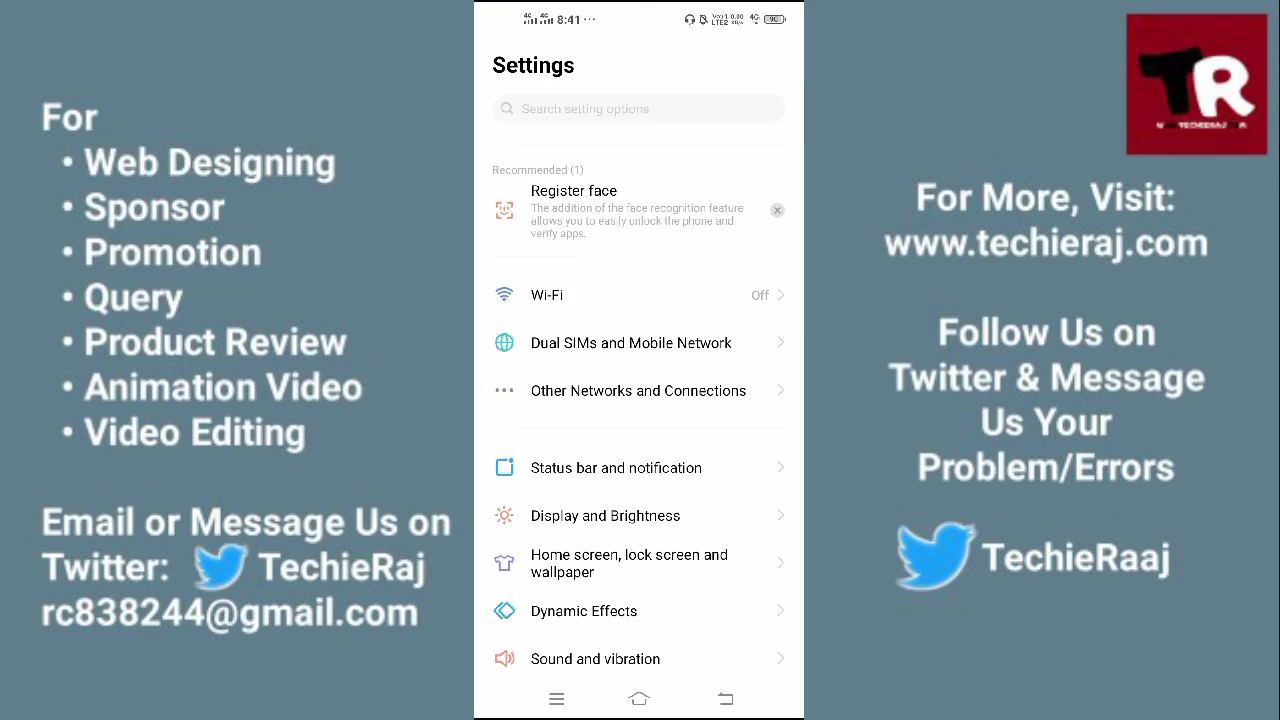 For
• Web Designing
• Sponsor
• Promotion
• Query
• Product Review
• Animation Video
• Video Editing
Email or Message Us on
Twitter: TechieRaj
rc838244@gmail.com
4G 4G 8:41 ···
4G 90
Settings
Search setting options
Recommended (1)
Register face
The addition of the face recognition feature
allows you to easily unlock the phone and
verify apps.
Wi-Fi Off
Dual SIMs and Mobile Network
Other Networks and Connections
Status bar and notification
Display and Brightness
Home screen, lock screen and
wallpaper
Dynamic Effects
Sound and vibration
TR
For More, Visit:
www.techieraj.com
Follow Us on
Twitter & Message
Us Your
Problem/Errors
TechieRaaj